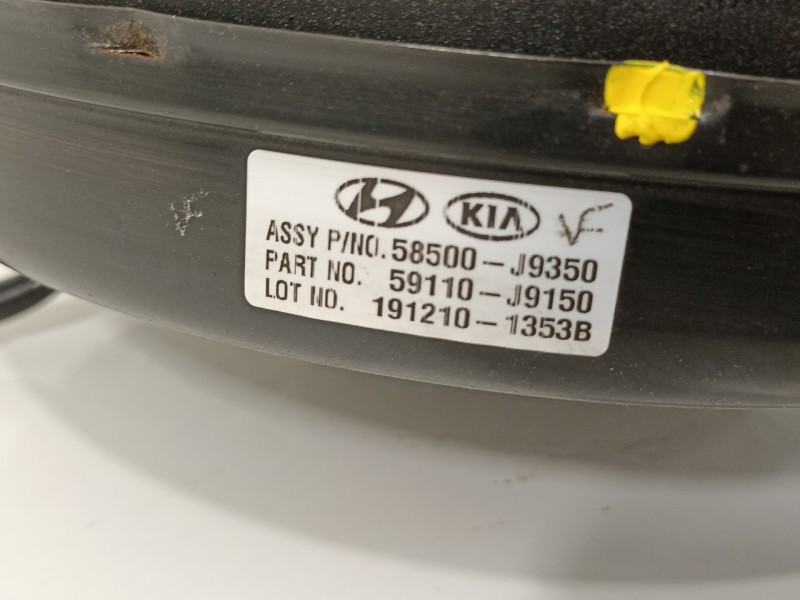 KIA
ASSY P/NO. 58500-J9350
PART NO. 59110-J9150
LOT NO. 191210-1353B